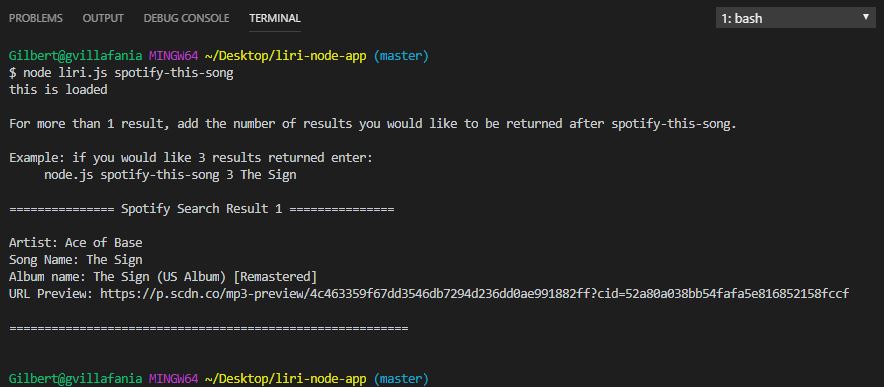 PROBLEMS OUTPUT DEBUG CONSOLE TERMINAL 1: bash
Gilbert@gvillafania MINGW64 ~/Desktop/liri-node-app (master)
$ node liri.js spotify-this-song
this is loaded
For more than 1 result, add the number of results you would like to be returned after spotify-this-song.
Example: if you would like 3 results returned enter:
node.js spotify-this-song 3 The Sign
=============== Spotify Search Result 1 ===============
Artist: Ace of Base
Song Name: The Sign
Album name: The Sign (US Album) [Remastered]
URL Preview: https://p.scdn.co/mp3-preview/4c463359f67dd3546db7294d236dd0ae991882ff?cid=52a80a038bb54fafa5e816852158fccf
=========================================================
Gilbert@gvillafania MINGW64 ~/Desktop/liri-node-app (master)